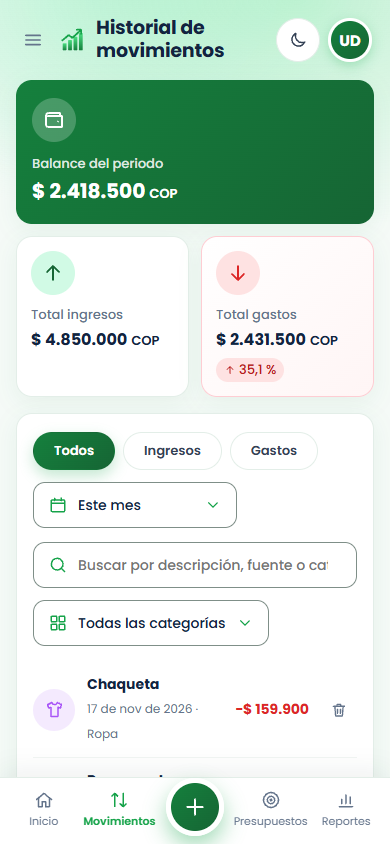 Historial de
movimientos
UD
Balance del periodo
$ 2.418.500 COP
Total ingresos
$ 4.850.000 COP
Total gastos
$ 2.431.500 COP
↑ 35,1 %
Todos
Ingresos
Gastos
Este mes
Buscar por descripción, fuente o cat
Todas las categorías
Chaqueta
17 de nov de 2026 ·
Ropa
-$ 159.900
Inicio
Movimientos
Presupuestos
Reportes